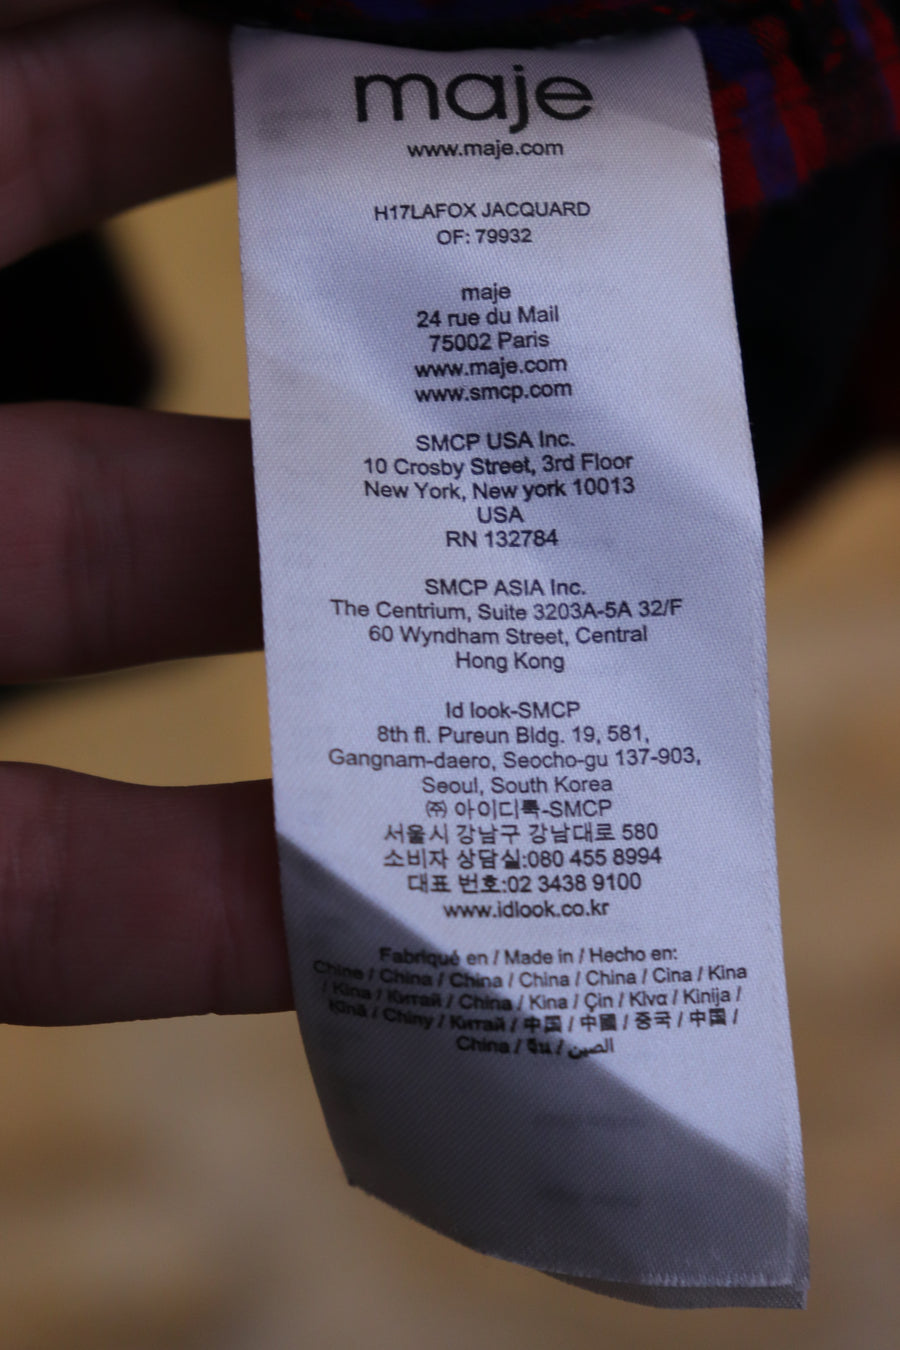 maje
www.maje.com
H17LAFOX JACQUARD
OF: 79932
maje
24 rue du Mail
75002 Paris
www.maje.com
www.smcp.com
SMCP USA Inc.
10 Crosby Street, 3rd Floor
New York, New york 10013
USA
RN 132784
SMCP ASIA Inc.
The Centrium, Suite 3203A-5A 32/F
60 Wyndham Street, Central
Hong Kong
Id look-SMCP
8th fl. Pureun Bldg. 19, 581,
Gangnam-daero, Seocho-gu 137-903,
Seoul, South Korea
㈜ 아이디룩-SMCP
서울시 강남구 강남대로 580
소비자 상담실:080 455 8994
대표 번호:02 3438 9100
www.idlook.co.kr
Fabriqué en / Made in / Hecho en:
Chine / China / China / China / China / Cina / Kina
/ Kina / Китай / China / Kina / Çin / Κίνα / Kinija /
Kīna / Chiny / Китай / 中国 / 中國 / 중국 / 中国 /
China / จีน / الصين